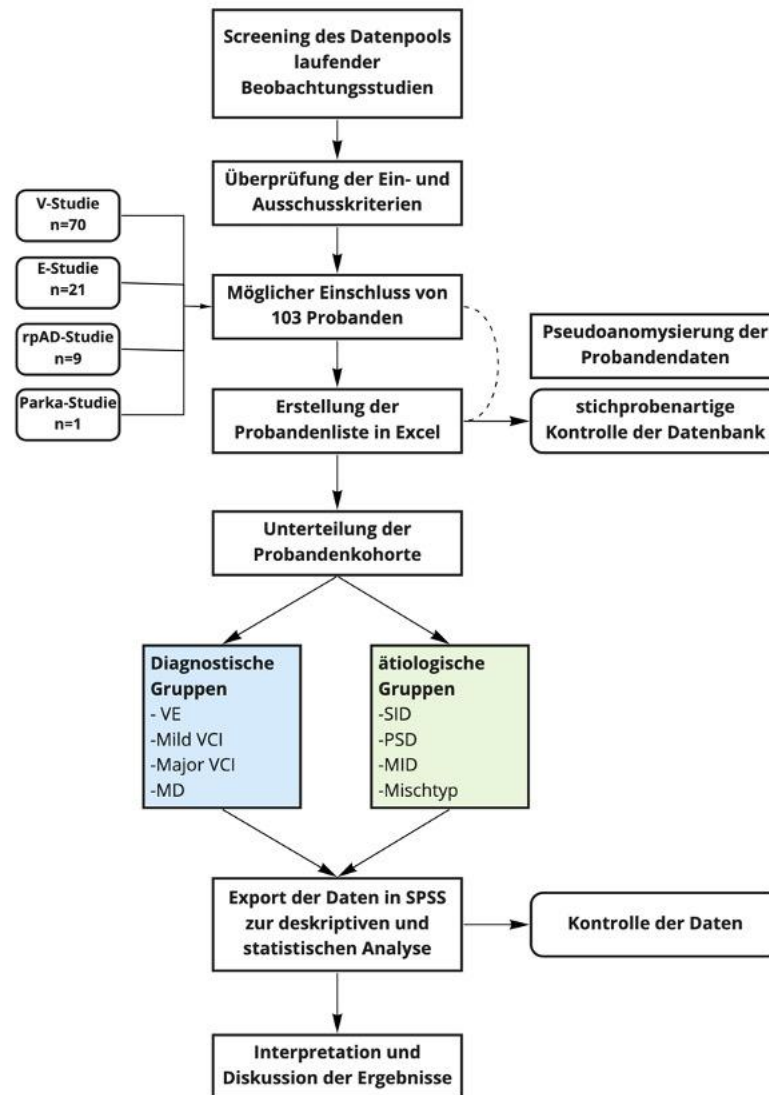 Screening des Datenpools
laufender
Beobachtungsstudien
Überprüfung der Ein- und
Ausschusskriterien
V-Studie
n=70
E-Studie
n=21
rpAD-Studie
n=9
Parka-Studie
n=1
Möglicher Einschluss von
103 Probanden
Pseudoanomysierung der
Probandendaten
Erstellung der
Probandenliste in Excel
stichprobenartige
Kontrolle der Datenbank
Unterteilung der
Probandenkohorte
Diagnostische
Gruppen
- VE
-Mild VCI
-Major VCI
-MD
ätiologische
Gruppen
-SID
-PSD
-MID
-Mischtyp
Export der Daten in SPSS
zur deskriptiven und
statistischen Analyse
Kontrolle der Daten
Interpretation und
Diskussion der Ergebnisse